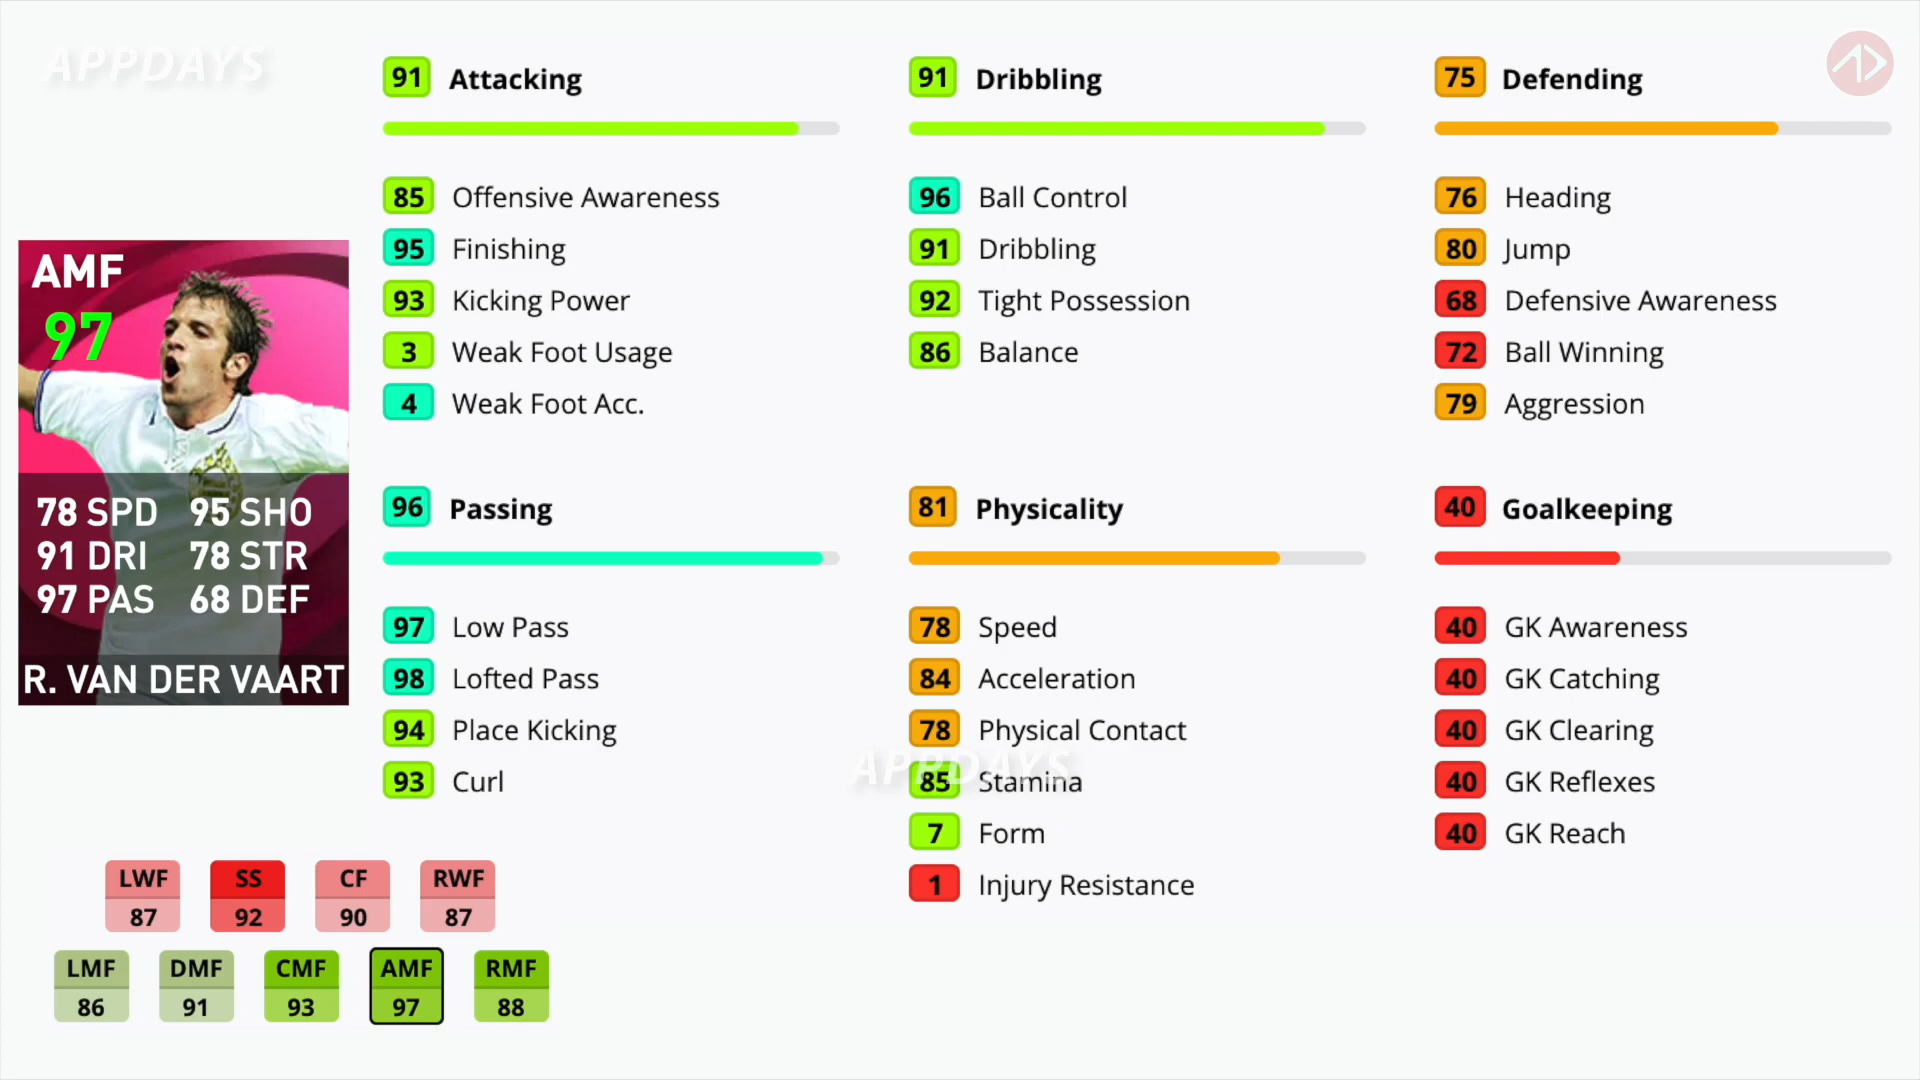 APPDAYS
91 Attacking
85 Offensive Awareness
95 Finishing
93 Kicking Power
3 Weak Foot Usage
4 Weak Foot Acc.
91 Dribbling
96 Ball Control
91 Dribbling
92 Tight Possession
86 Balance
75 Defending
76 Heading
80 Jump
68 Defensive Awareness
72 Ball Winning
79 Aggression
AMF
97
78 SPD 95 SHO
91 DRI 78 STR
97 PAS 68 DEF
R. VAN DER VAART
96 Passing
97 Low Pass
98 Lofted Pass
94 Place Kicking
93 Curl
81 Physicality
78 Speed
84 Acceleration
78 Physical Contact
APPDAYS
85 Stamina
7 Form
1 Injury Resistance
40 Goalkeeping
40 GK Awareness
40 GK Catching
40 GK Clearing
40 GK Reflexes
40 GK Reach
LWF SS CF RWF
87 92 90 87
LMF DMF CMF AMF RMF
86 91 93 97 88